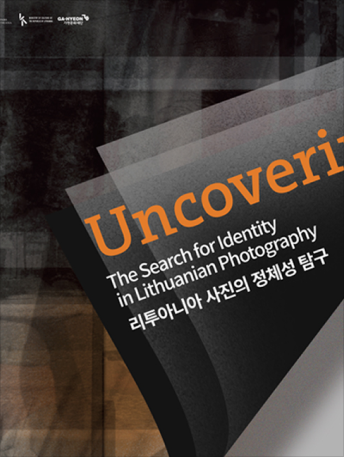 GA-HYEON
Uncoveri
The Search for Identity
in Lithuanian Photography
리투아니아 사진의 정체성 탐구